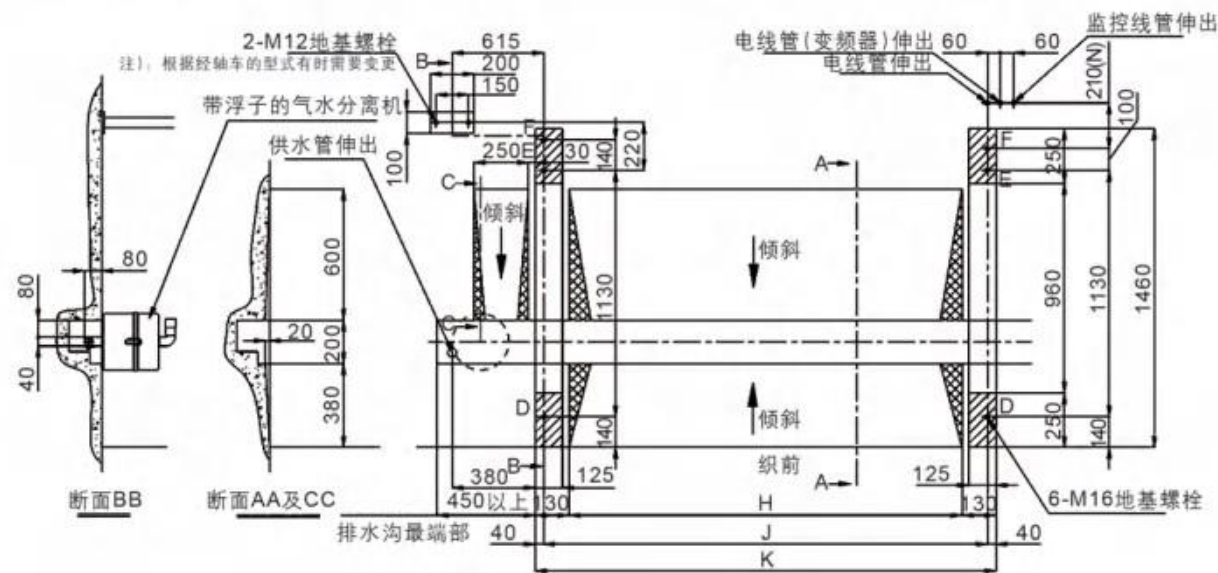 2-M12地基螺栓
注）：根据经轴车的型式有时需要变更
带浮子的气水分离机
供水管伸出
B
615
200
150
100
250E
30
140
220
F
C
倾斜
电线管(变频器)伸出
电线管伸出
监控线管伸出
60
60
210(N)
100
A
F
250
E
倾斜
1130
960
1130
1460
80
80
40
600
20
200
380
C
D
倾斜
D
140
250
140
织前
B
A
380
125
125
450以上
130
H
130
6-M16地基螺栓
排水沟最端部
40
J
40
K
断面BB
断面AA及CC